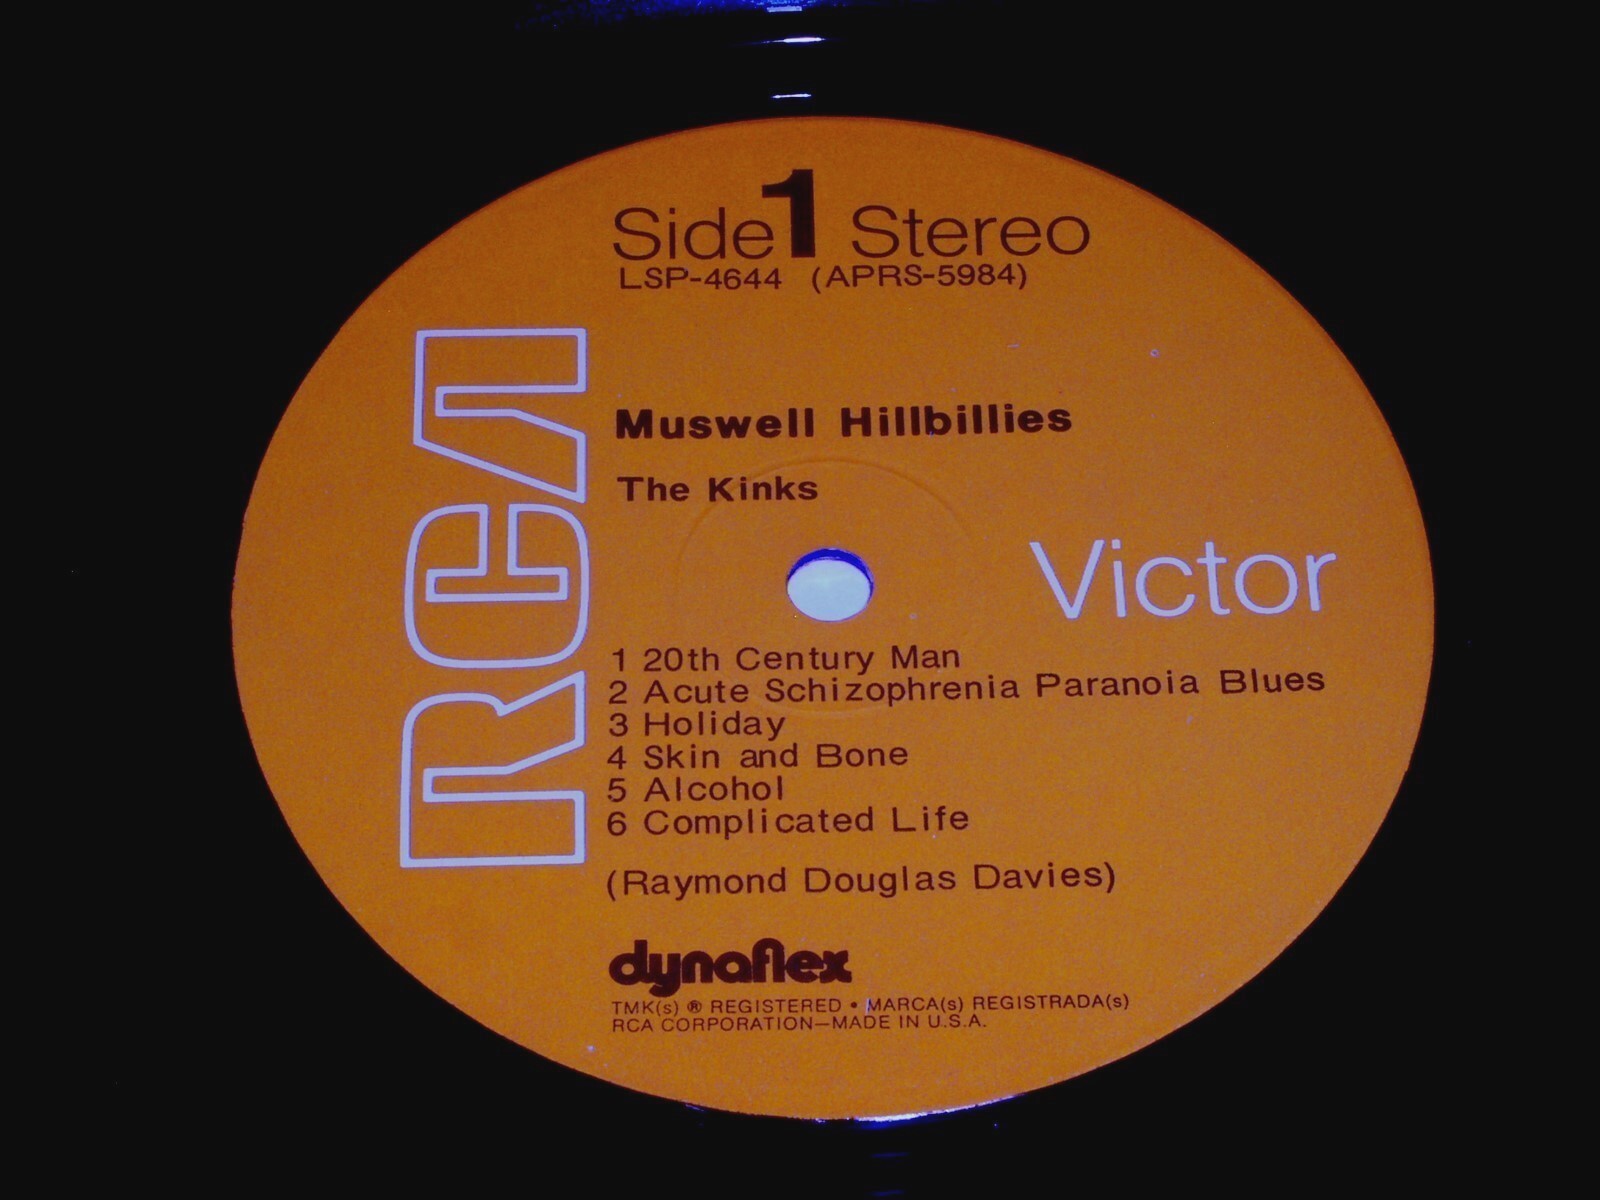 Side 1 Stereo
LSP-4644 (APRS-5984)
RCA
Muswell Hillbillies
The Kinks
Victor
1 20th Century Man
2 Acute Schizophrenia Paranoia Blues
3 Holiday
4 Skin and Bone
5 Alcohol
6 Complicated Life
(Raymond Douglas Davies)
dynaflex
TMK(s) ® REGISTERED • MARCA(s) REGISTRADA(s)
RCA CORPORATION—MADE IN U.S.A.